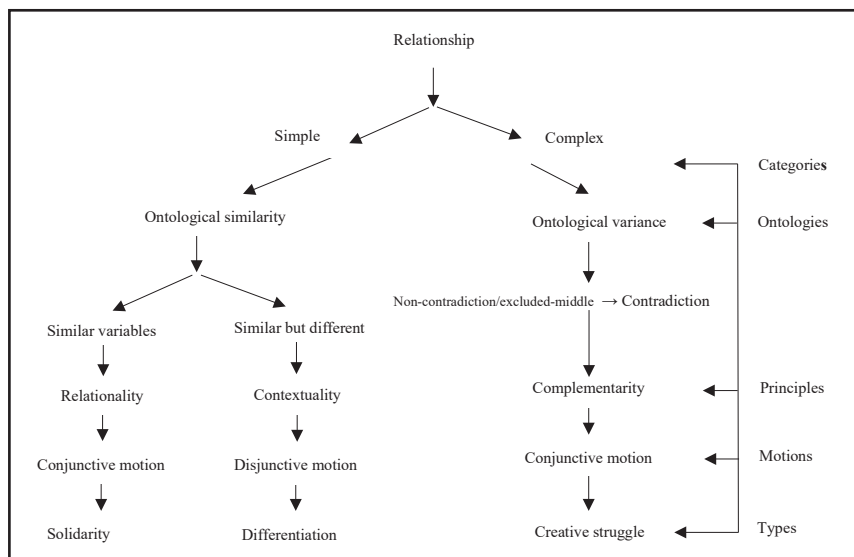 Relationship
Simple
Complex
Categories
Ontological similarity
Ontological variance
Ontologies
Non-contradiction/excluded-middle → Contradiction
Similar variables
Similar but different
Relationality
Contextuality
Complementarity
Principles
Conjunctive motion
Disjunctive motion
Conjunctive motion
Motions
Solidarity
Differentiation
Creative struggle
Types